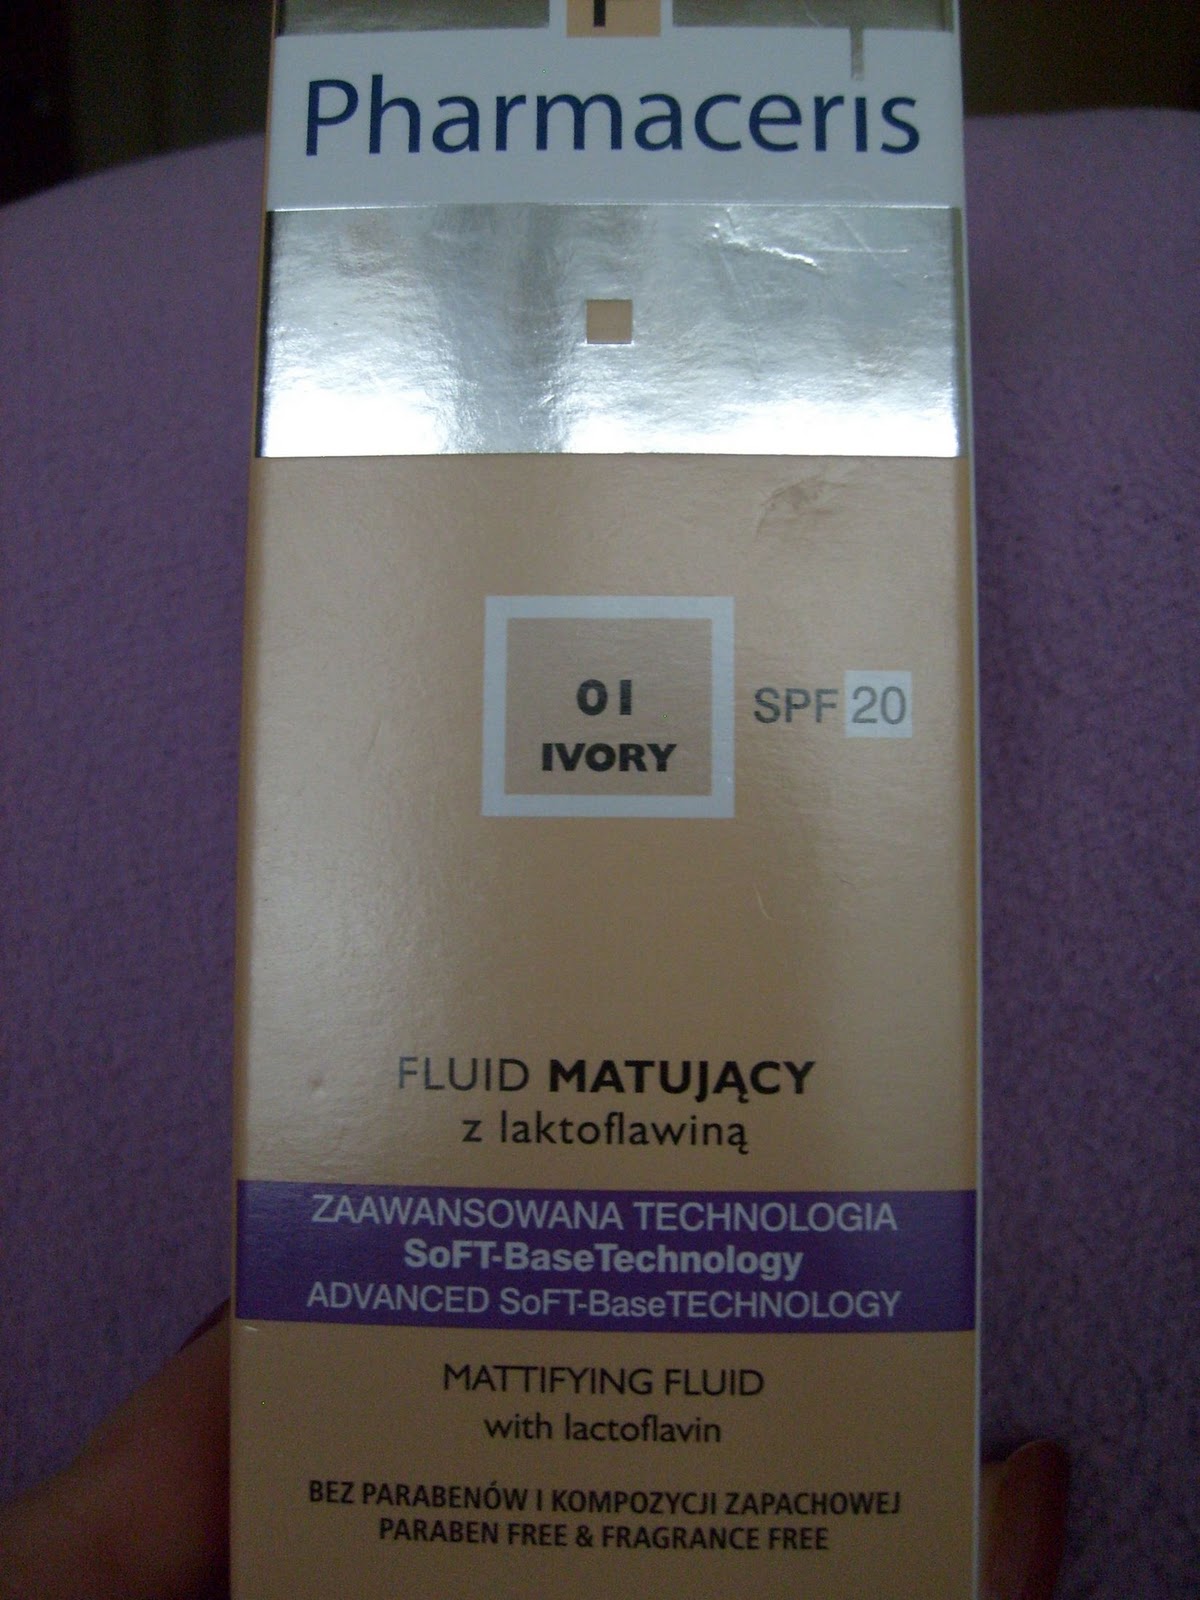 Pharmaceris
01
IVORY
SPF 20
FLUID MATUJĄCY
z laktoflawiną
ZAAWANSOWANA TECHNOLOGIA
SoFT-BaseTechnology
ADVANCED SoFT-BaseTECHNOLOGY
MATTIFYING FLUID
with lactoflavin
BEZ PARABENÓW I KOMPOZYCJI ZAPACHOWEJ
PARABEN FREE & FRAGRANCE FREE